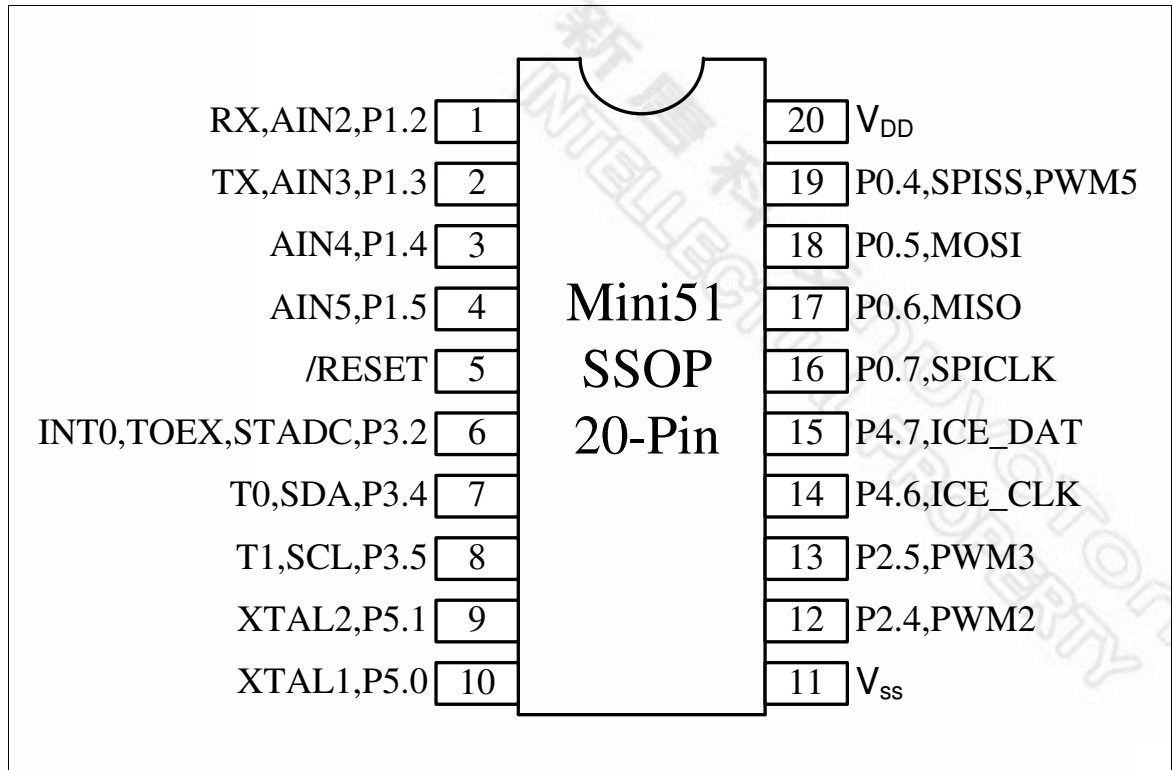 RX,AIN2,P1.2 1
TX,AIN3,P1.3 2
AIN4,P1.4 3
AIN5,P1.5 4
/RESET 5
INT0,TOEX,STADC,P3.2 6
T0,SDA,P3.4 7
T1,SCL,P3.5 8
XTAL2,P5.1 9
XTAL1,P5.0 10
Mini51
SSOP
20-Pin
20 VDD
19 P0.4,SPISS,PWM5
18 P0.5,MOSI
17 P0.6,MISO
16 P0.7,SPICLK
15 P4.7,ICE_DAT
14 P4.6,ICE_CLK
13 P2.5,PWM3
12 P2.4,PWM2
11 Vss